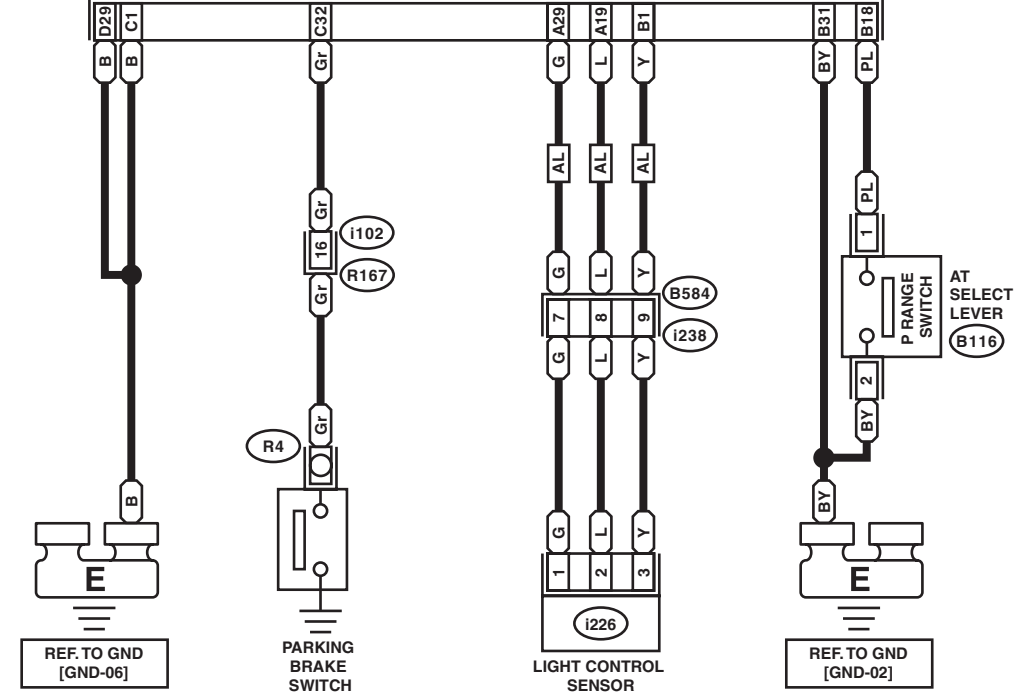 D29 C1 C32 A29 A19 B1 B31 B18
B B Gr G L Y BY PL
AL AL AL
Gr PL
16 i102 1
R167
Gr G L Y
B584
7 8 9
i238
G L Y
P RANGE
SWITCH
AT
SELECT
LEVER
B116
2
Gr BY
R4
B G L Y BY
1 2 3
E E
i226
REF. TO GND
[GND-06]
PARKING
BRAKE
SWITCH
LIGHT CONTROL
SENSOR
REF. TO GND
[GND-02]